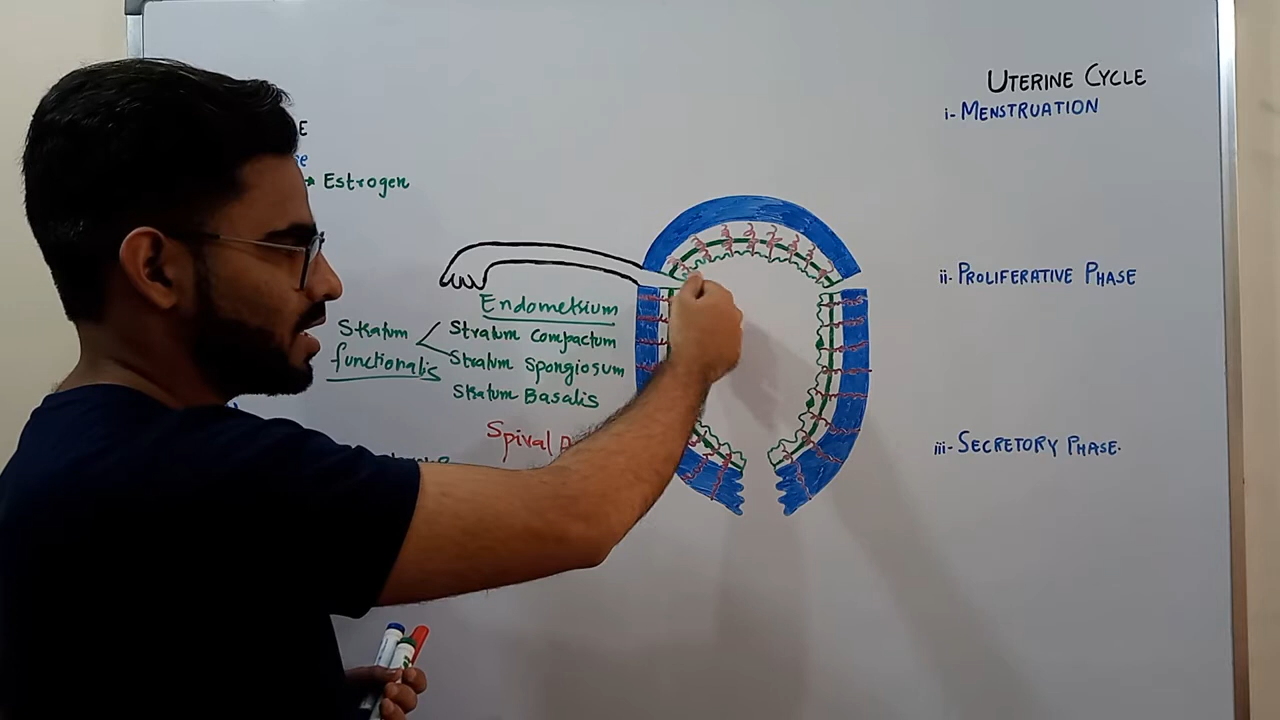 UTERINE CYCLE
i- MENSTRUATION
Estrogen
ii- PROLIFERATIVE PHASE
Endometrium
Stratum functionalis
Stratum Compactum
Stratum Spongiosum
Stratum Basalis
Spiral
iii- SECRETORY PHASE.